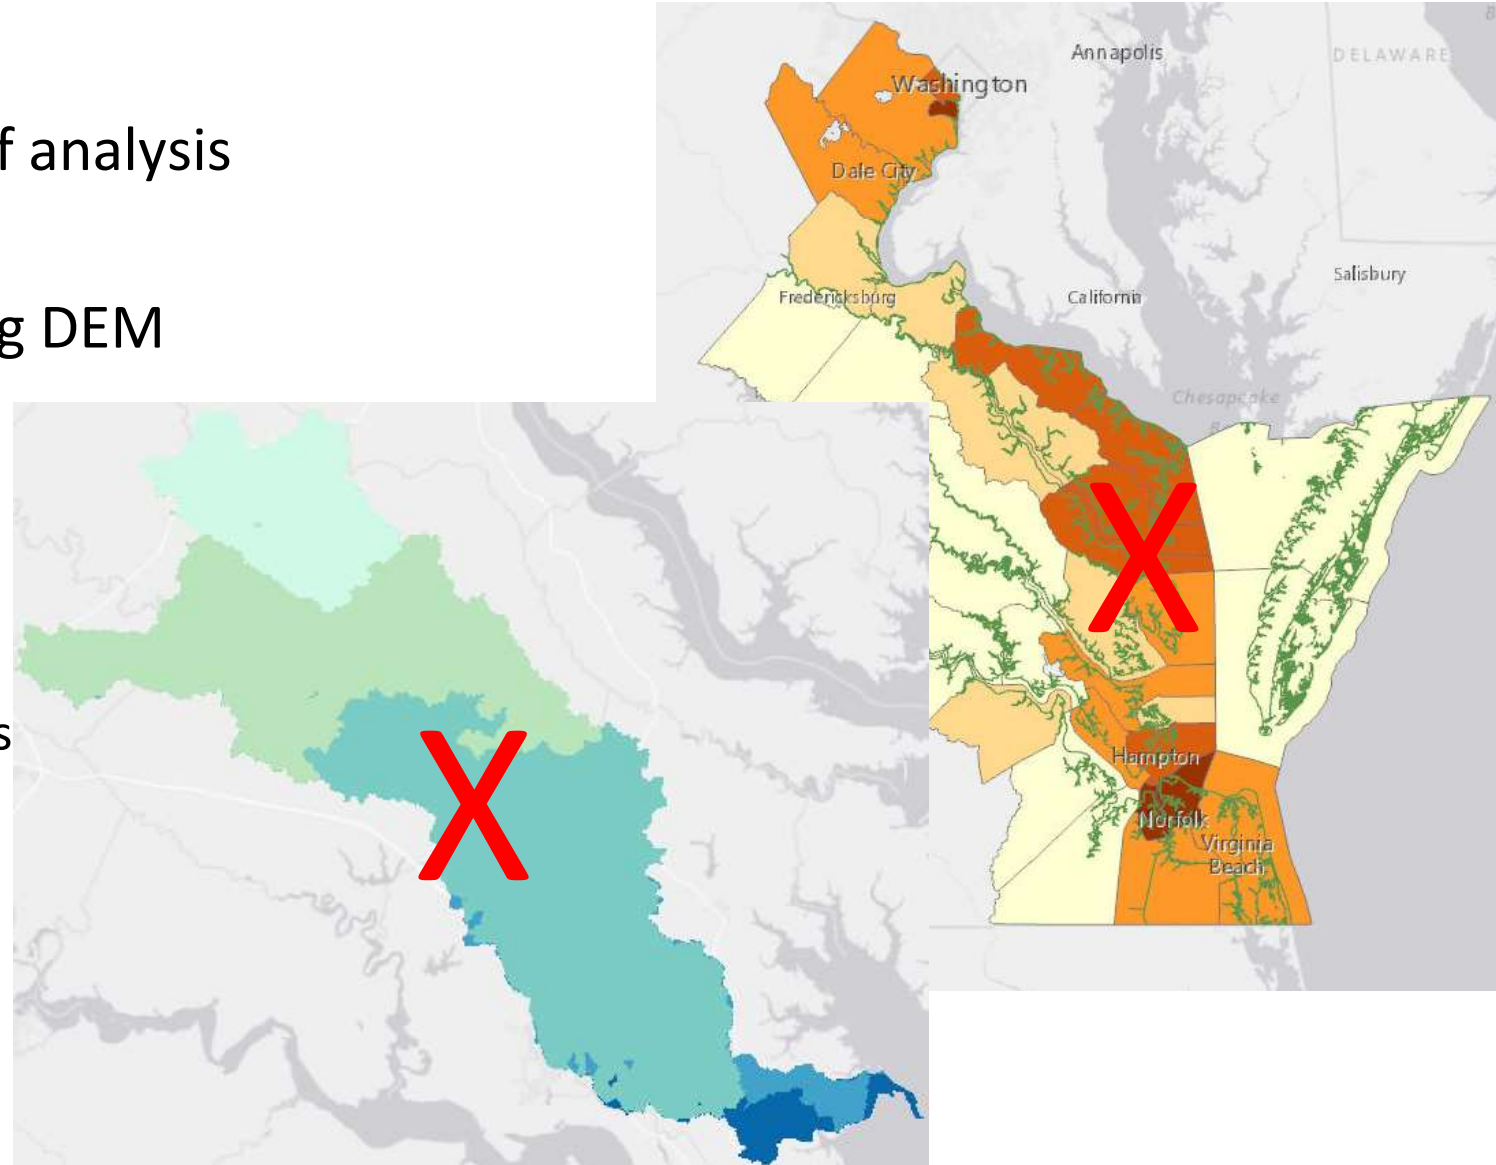 f analysis
g DEM
s
Annapolis
DELAWARE
Washington
Dale City
Salisbury
Fredericksburg
California
Chesapeake
X
X
Hampton
Norfolk
Virginia
Beach